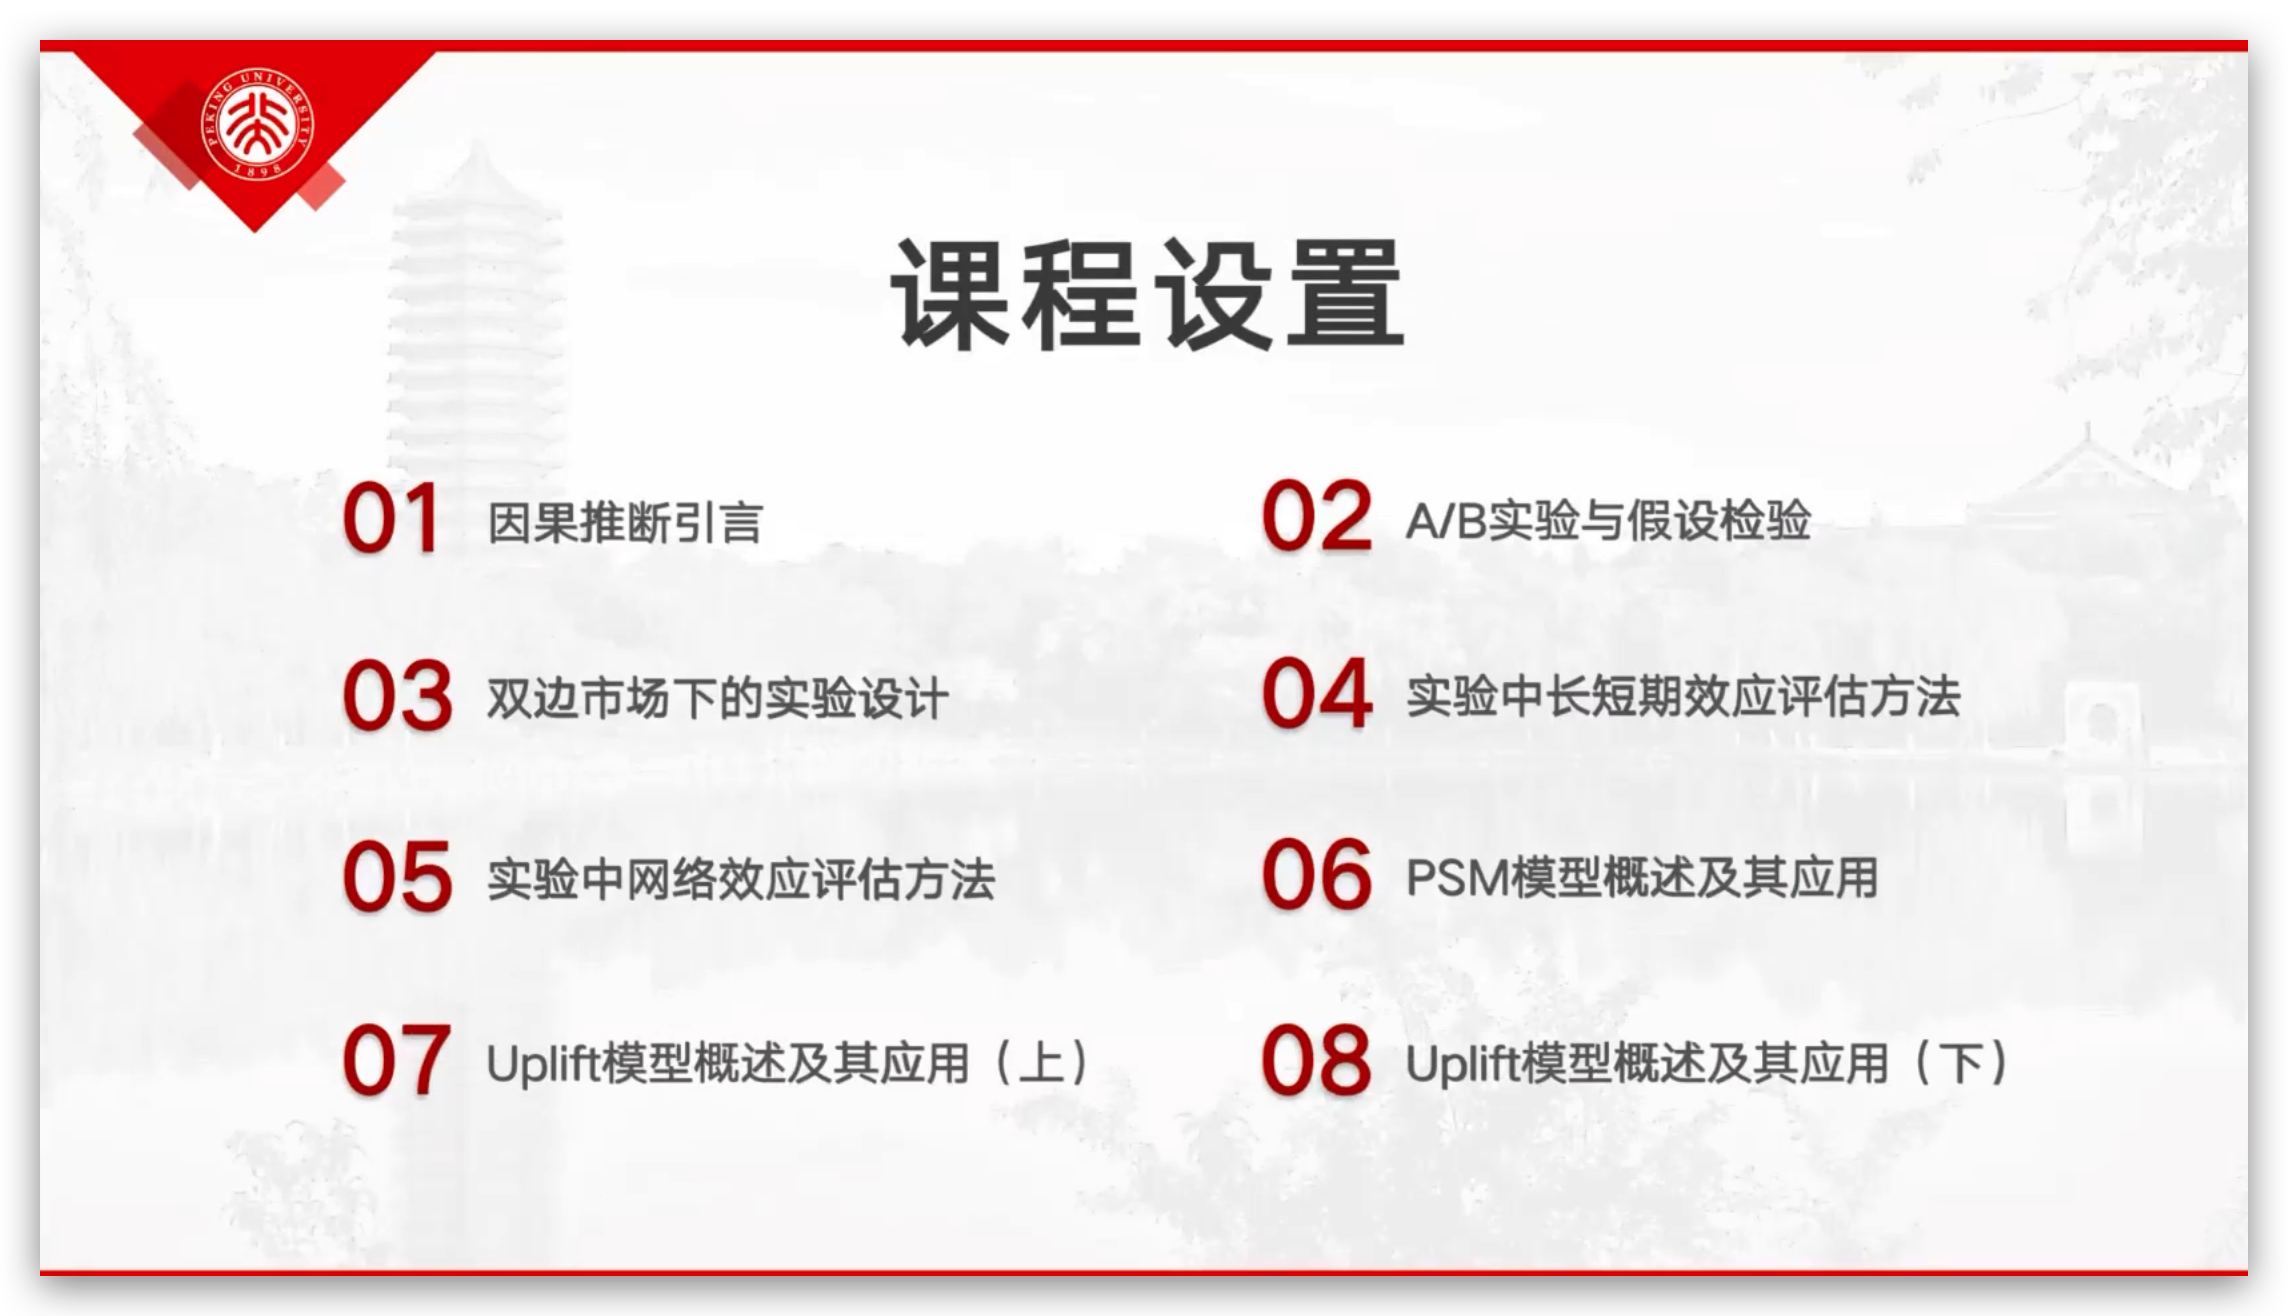 PEKING UNIVERSITY
1898
课程设置
01 因果推断引言
02 A/B实验与假设检验
03 双边市场下的实验设计
04 实验中长短期效应评估方法
05 实验中网络效应评估方法
06 PSM模型概述及其应用
07 Uplift模型概述及其应用（上）
08 Uplift模型概述及其应用（下）